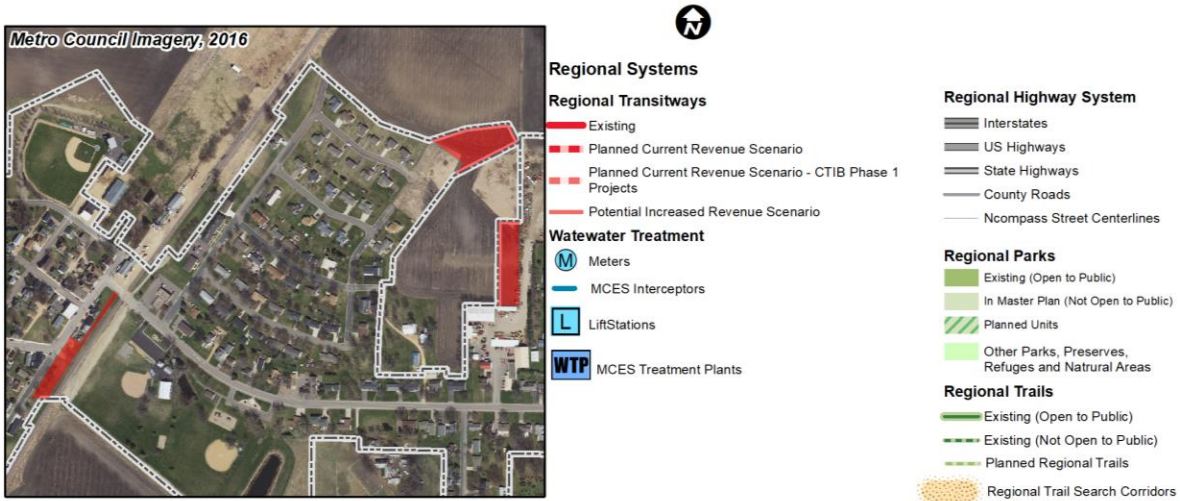 Metro Council Imagery, 2016
N
Regional Systems
Regional Transitways
Existing
Planned Current Revenue Scenario
Planned Current Revenue Scenario - CTIB Phase 1
Projects
Potential Increased Revenue Scenario
Watewater Treatment
M Meters
MCES Interceptors
L LiftStations
WTP MCES Treatment Plants
Regional Highway System
Interstates
US Highways
State Highways
County Roads
Ncompass Street Centerlines
Regional Parks
Existing (Open to Public)
In Master Plan (Not Open to Public)
Planned Units
Other Parks, Preserves,
Refuges and Natrural Areas
Regional Trails
Existing (Open to Public)
Existing (Not Open to Public)
Planned Regional Trails
Regional Trail Search Corridors